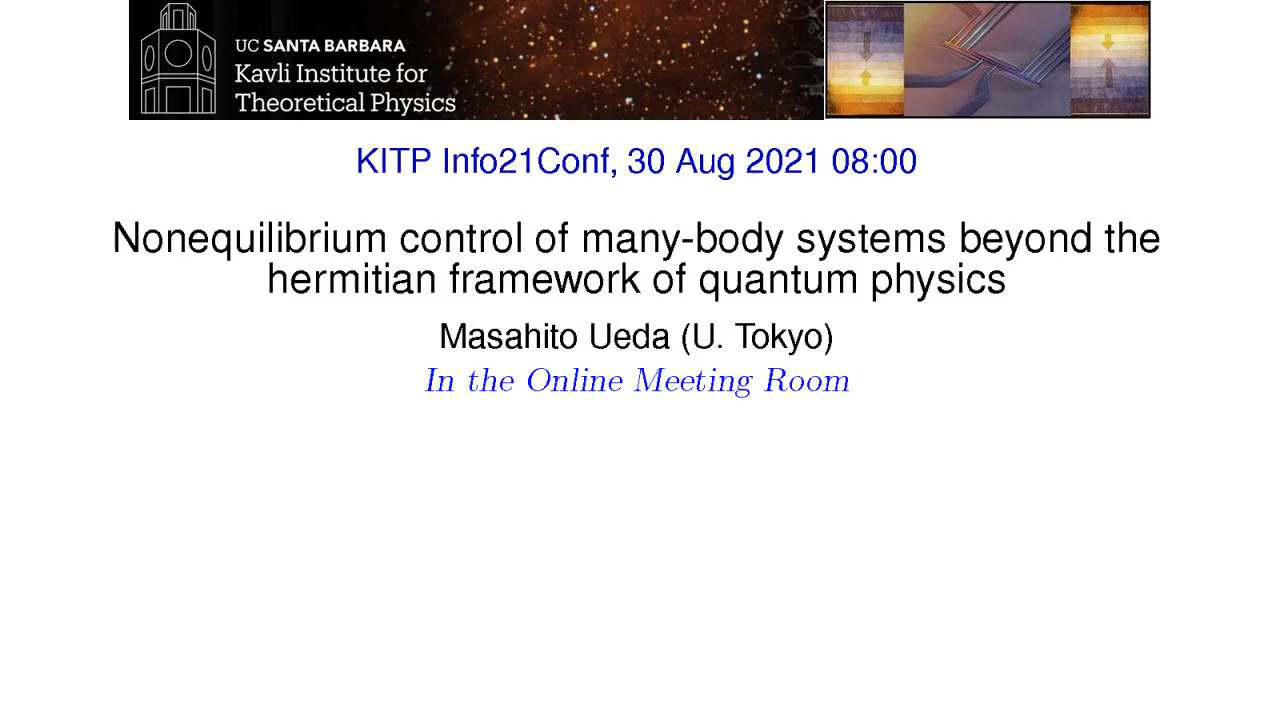 UC SANTA BARBARA
Kavli Institute for
Theoretical Physics
KITP Info21Conf, 30 Aug 2021 08:00
Nonequilibrium control of many-body systems beyond the
hermitian framework of quantum physics
Masahito Ueda (U. Tokyo)
In the Online Meeting Room